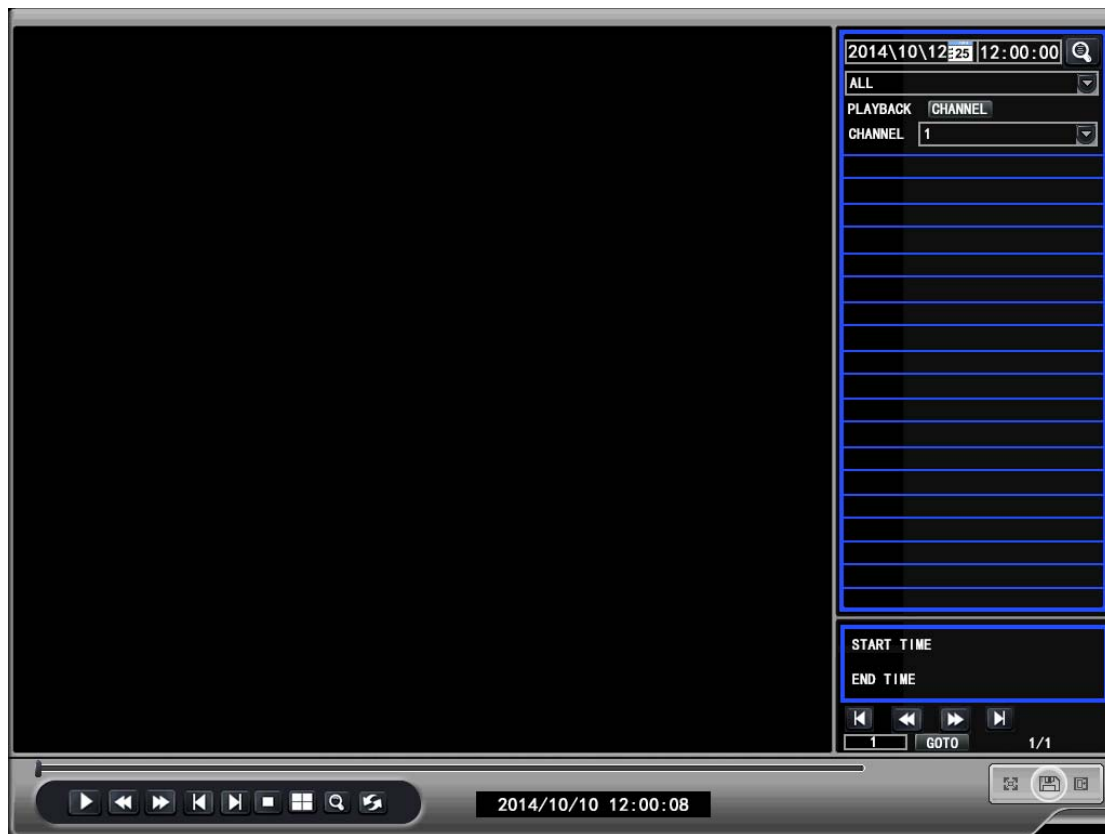 2014\10\12 25 12:00:00
ALL
PLAYBACK CHANNEL
CHANNEL 1
START TIME
END TIME
1 GOTO 1/1
2014/10/10 12:00:08